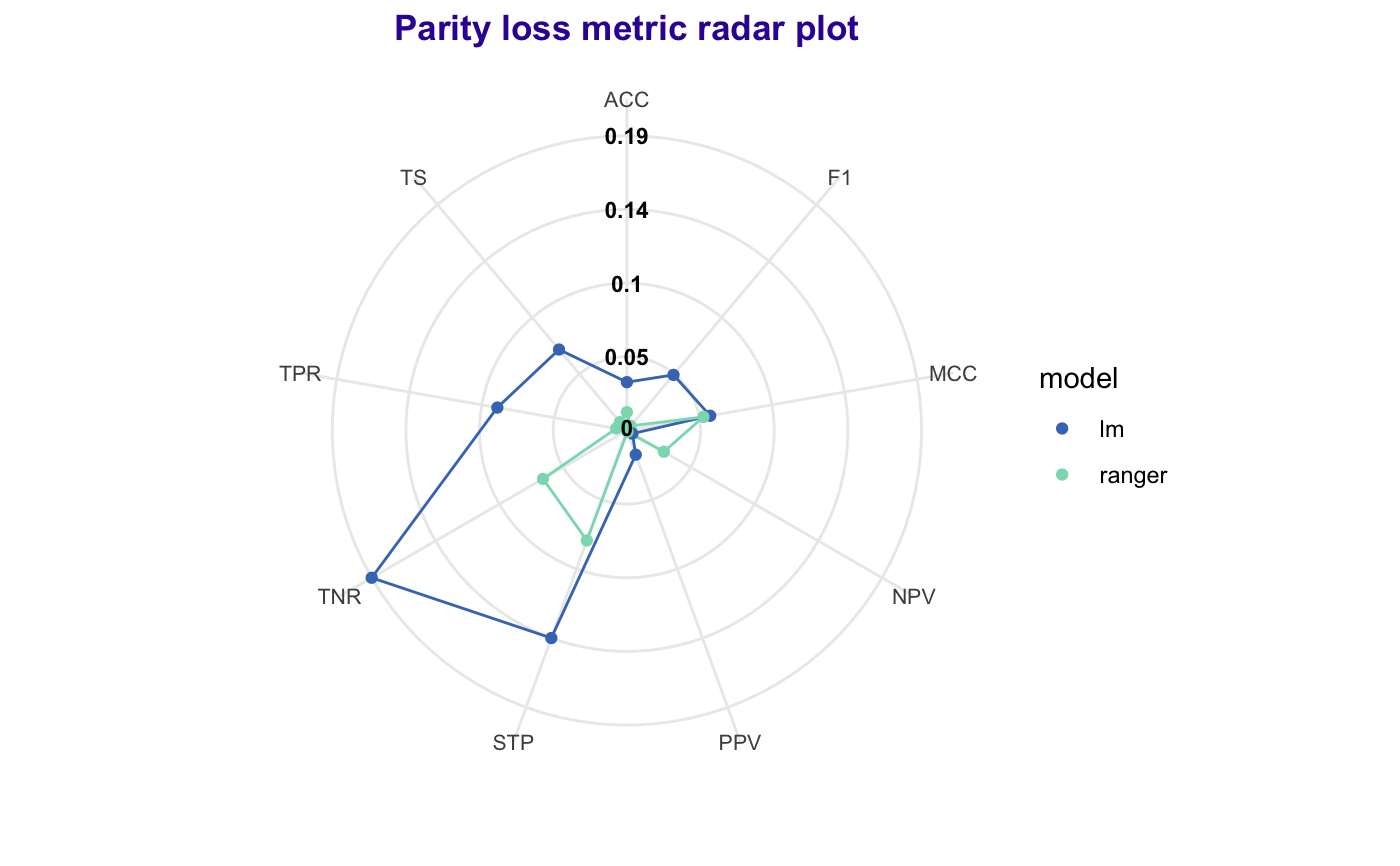 Parity loss metric radar plot
ACC
0.19
TS
F1
0.14
0.1
0.05
TPR
MCC
model
0
lm
ranger
TNR
NPV
STP
PPV